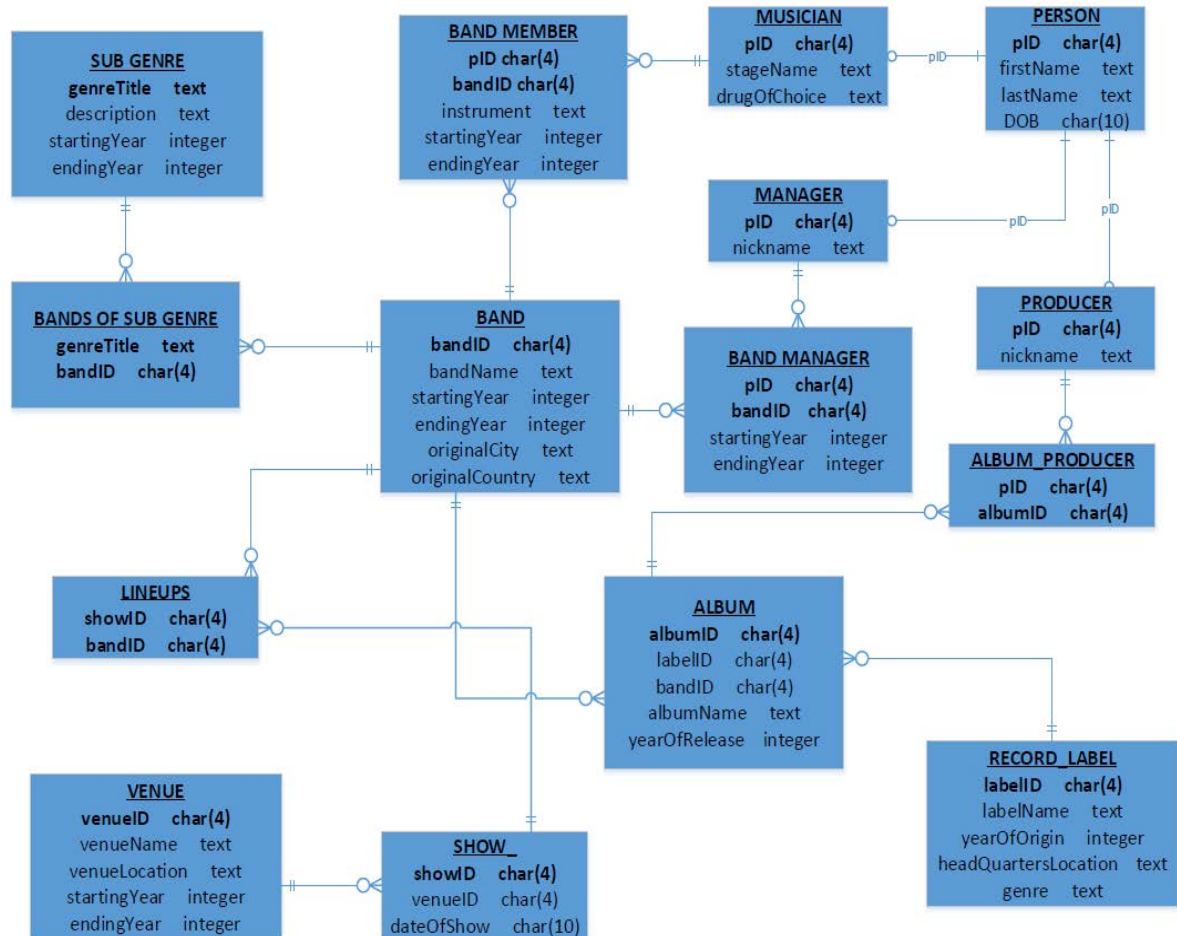 SUB GENRE
genreTitle text
description text
startingYear integer
endingYear integer
BAND MEMBER
pID char(4)
bandID char(4)
instrument text
startingYear integer
endingYear integer
MUSICIAN
pID char(4)
stageName text
drugOfChoice text
pID
PERSON
pID char(4)
firstName text
lastName text
DOB char(10)
MANAGER
pID char(4)
nickname text
pID
pID
BANDS OF SUB GENRE
genreTitle text
bandID char(4)
BAND
bandID char(4)
bandName text
startingYear integer
endingYear integer
originalCity text
originalCountry text
BAND MANAGER
pID char(4)
bandID char(4)
startingYear integer
endingYear integer
PRODUCER
pID char(4)
nickname text
ALBUM_PRODUCER
pID char(4)
albumID char(4)
LINEUPS
showID char(4)
bandID char(4)
ALBUM
albumID char(4)
labelID char(4)
bandID char(4)
albumName text
yearOfRelease integer
RECORD_LABEL
labelID char(4)
labelName text
yearOfOrigin integer
headQuartersLocation text
genre text
VENUE
venueID char(4)
venueName text
venueLocation text
startingYear integer
endingYear integer
SHOW_
showID char(4)
venueID char(4)
dateOfShow char(10)